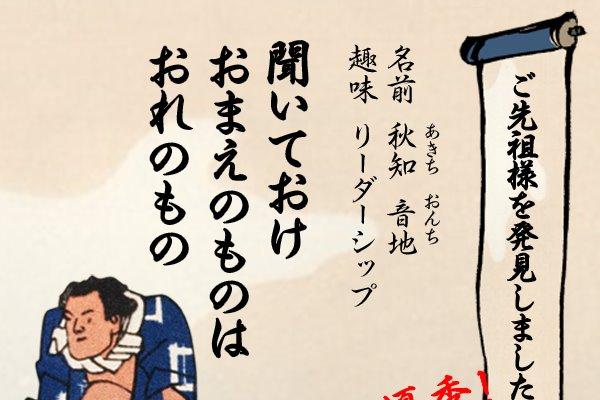 ご先祖様を発見しました
名前 秋知 音地
あきち おんち
趣味 リーダーシップ
聞いておけ
おまえのものは
おれのもの